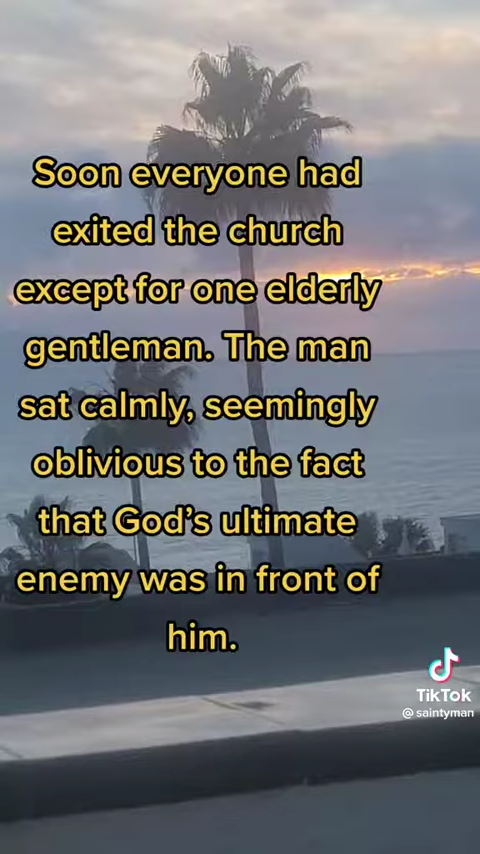 Soon everyone had
exited the church
except for one elderly
gentleman. The man
sat calmly, seemingly
oblivious to the fact
that God's ultimate
enemy was in front of
him.
TikTok
@ saintyman